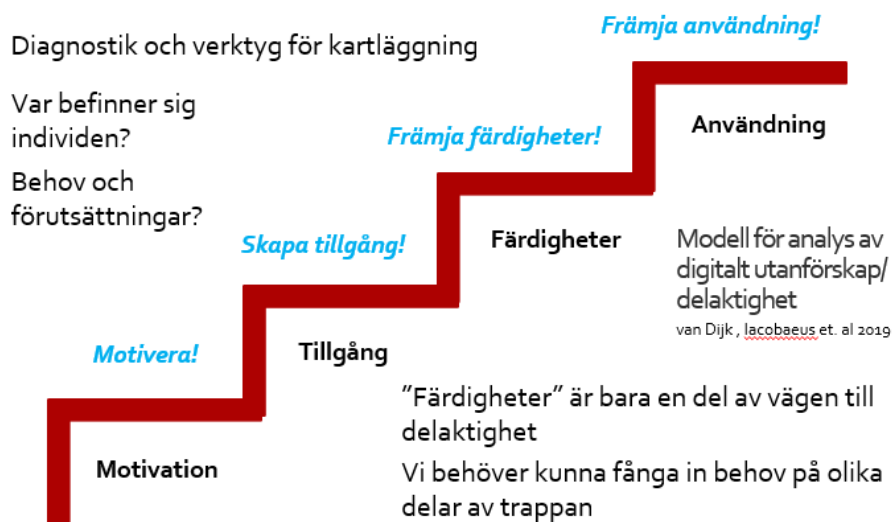 Främja användning!
Diagnostik och verktyg för kartläggning
Var befinner sig
individen?
Användning
Främja färdigheter!
Behov och
förutsättningar?
Skapa tillgång!
Färdigheter
Modell för analys av
digitalt utanförskap/
delaktighet
van Dijk , Iacobaeus et. al 2019
Motivera!
Tillgång
”Färdigheter” är bara en del av vägen till
delaktighet
Motivation
Vi behöver kunna fånga in behov på olika
delar av trappan